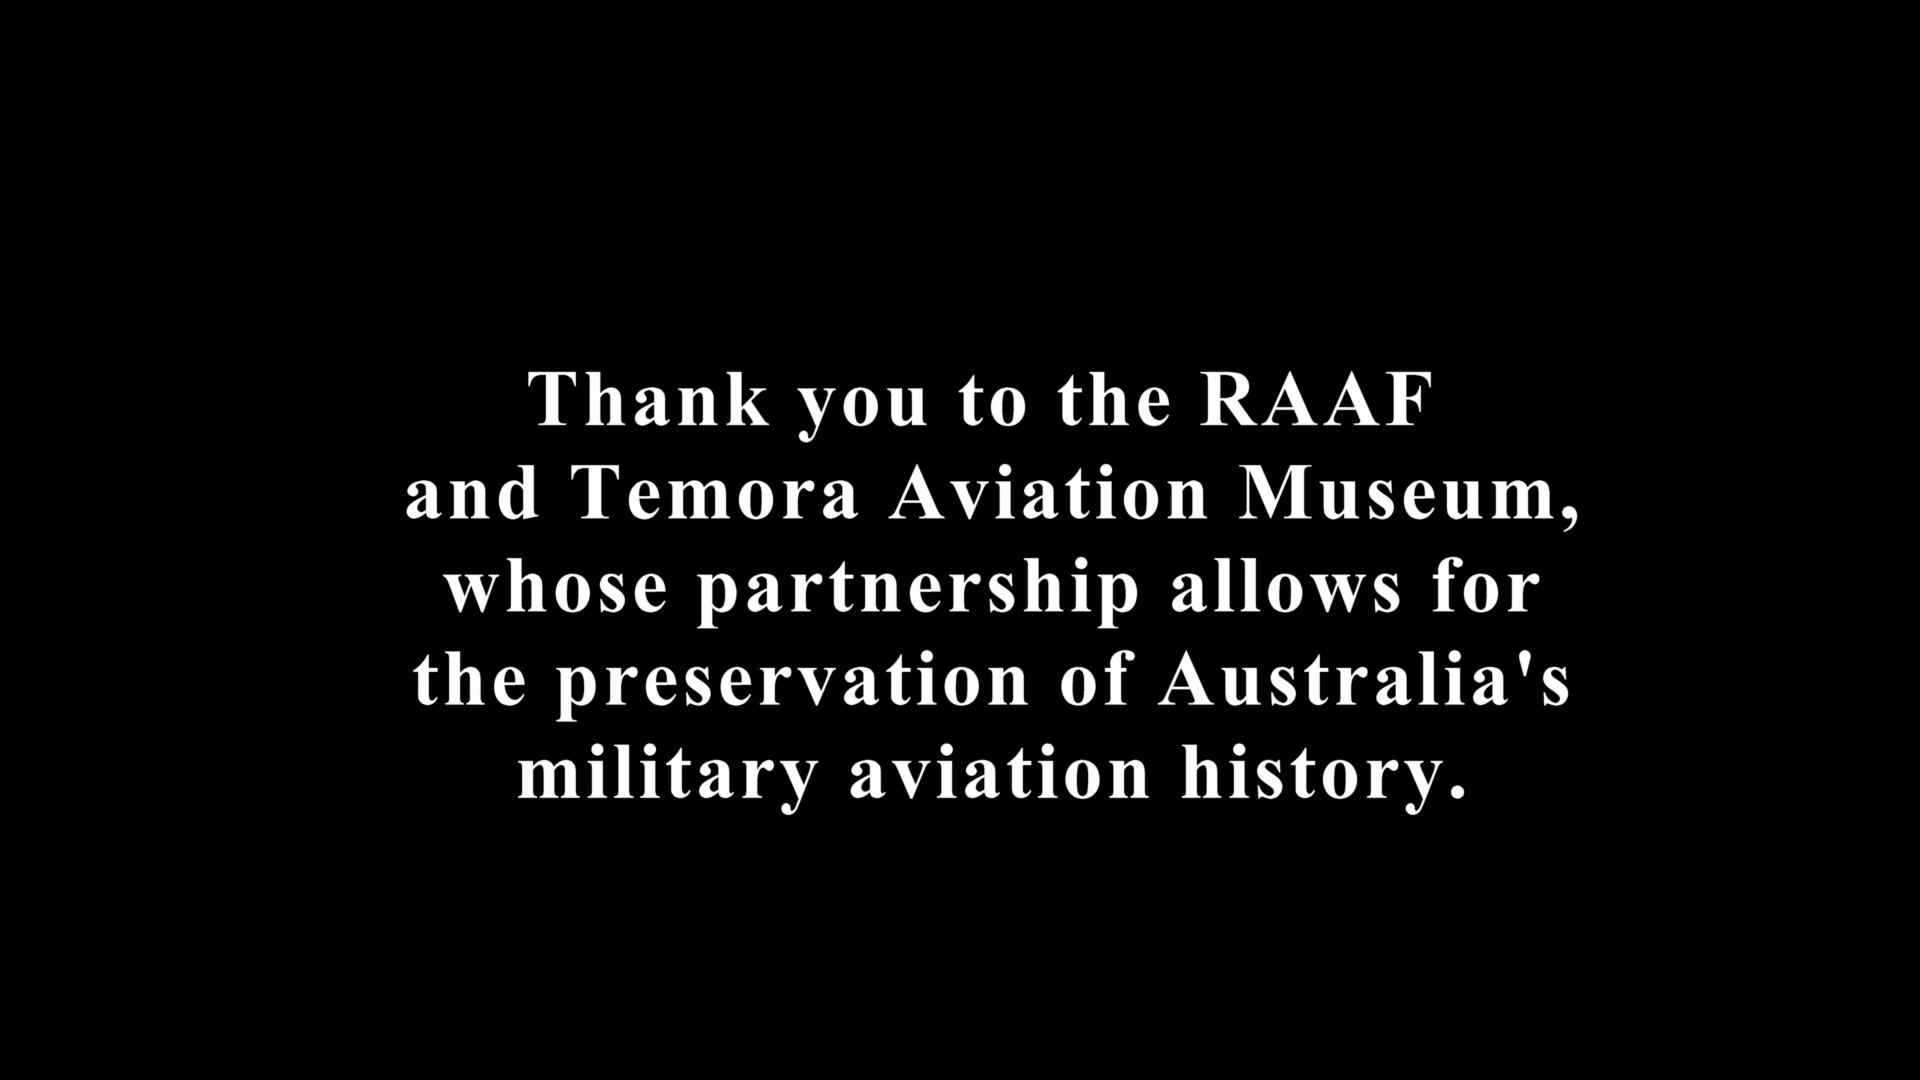 Thank you to the RAAF
and Temora Aviation Museum,
whose partnership allows for
the preservation of Australia's
military aviation history.